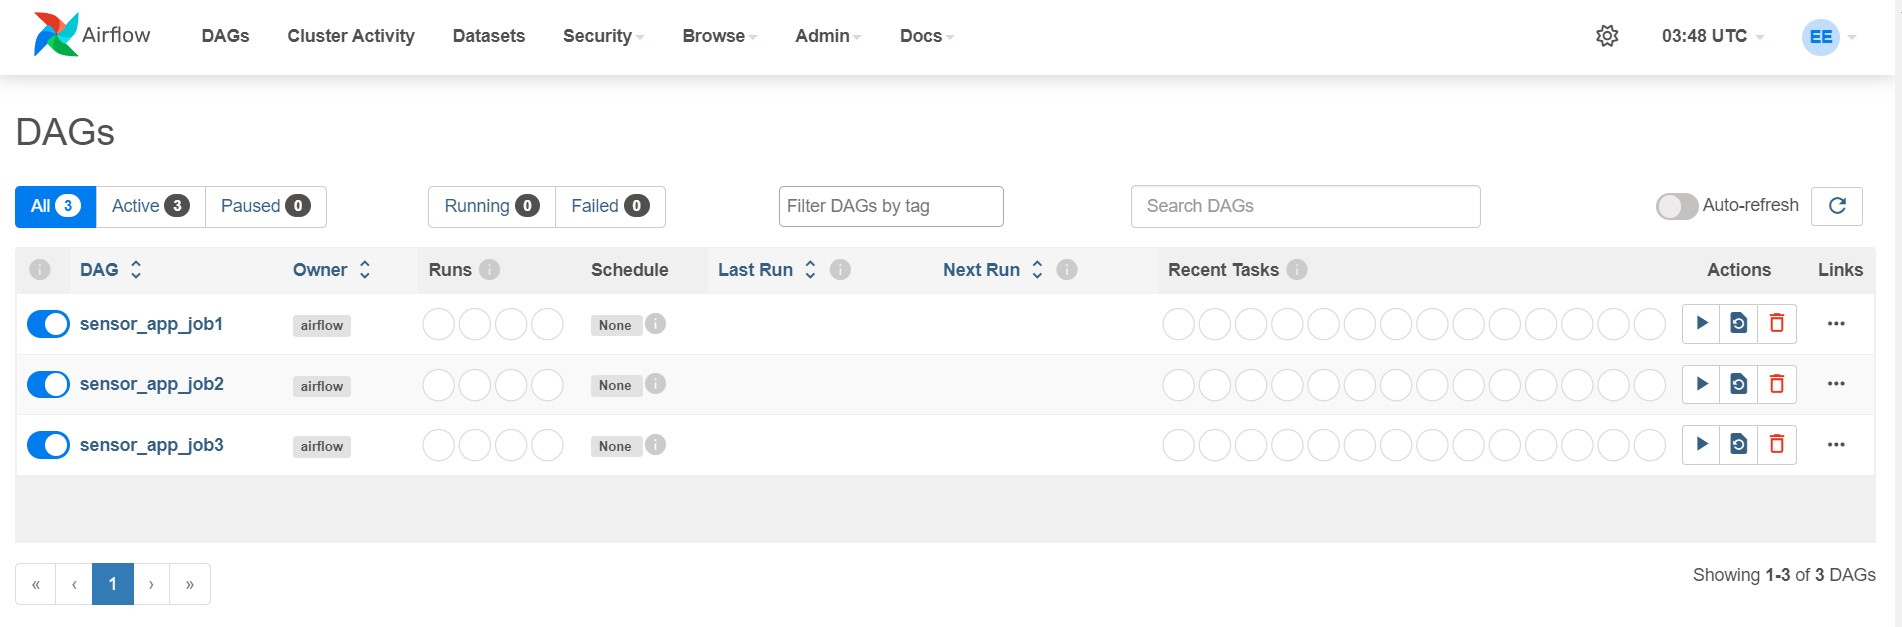 Airflow DAGs Cluster Activity Datasets Security Browse Admin Docs 03:48 UTC EE
DAGs
All 3 Active 3 Paused 0 Running 0 Failed 0 Filter DAGs by tag Search DAGs Auto-refresh
i DAG Owner Runs i Schedule Last Run i Next Run i Recent Tasks i Actions Links
sensor_app_job1 airflow None i
sensor_app_job2 airflow None i
sensor_app_job3 airflow None i
« ‹ 1 › » Showing 1-3 of 3 DAGs